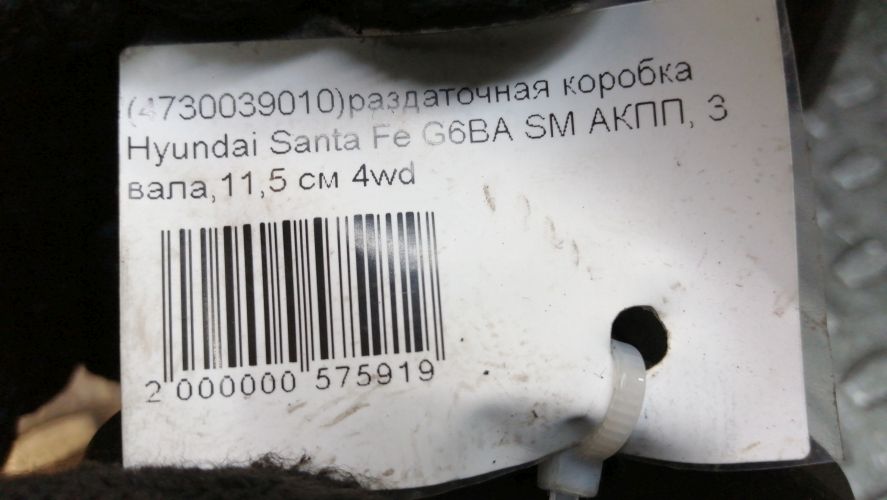 (4730039010)раздаточная коробка
Hyundai Santa Fe G6BA SM АКПП, 3
вала,11,5 см 4wd
2 000000 575919